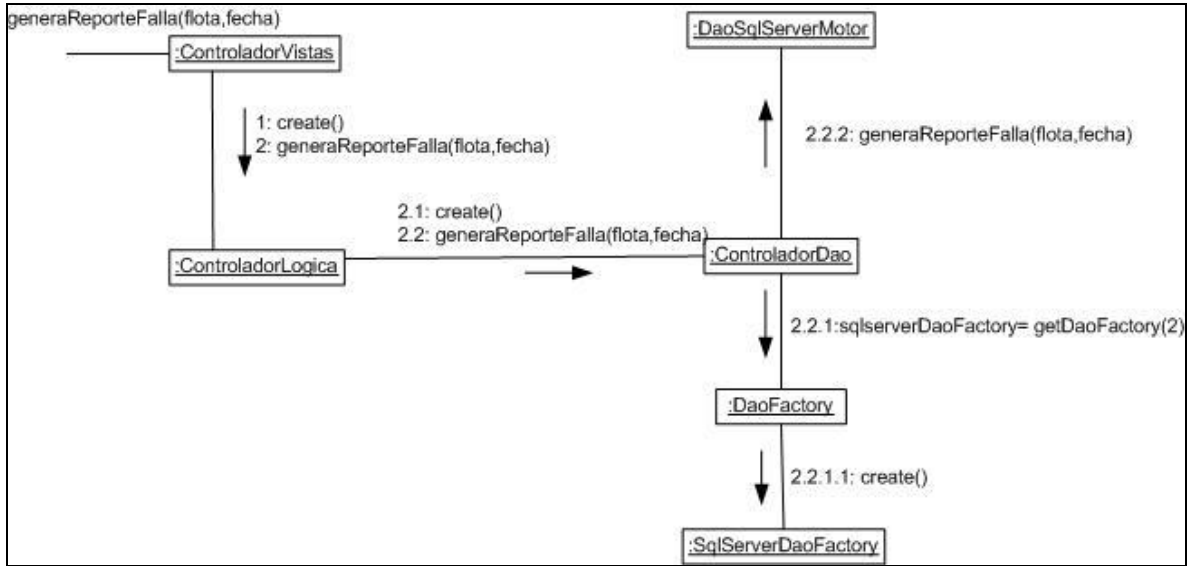 generaReporteFalla(flota,fecha)
:ControladorVistas
:DaoSqlServerMotor
1: create()
2: generaReporteFalla(flota,fecha)
2.2.2: generaReporteFalla(flota,fecha)
2.1: create()
2.2: generaReporteFalla(flota,fecha)
:ControladorLogica
:ControladorDao
2.2.1:sqlserverDaoFactory= getDaoFactory(2)
:DaoFactory
2.2.1.1: create()
:SqlServerDaoFactory